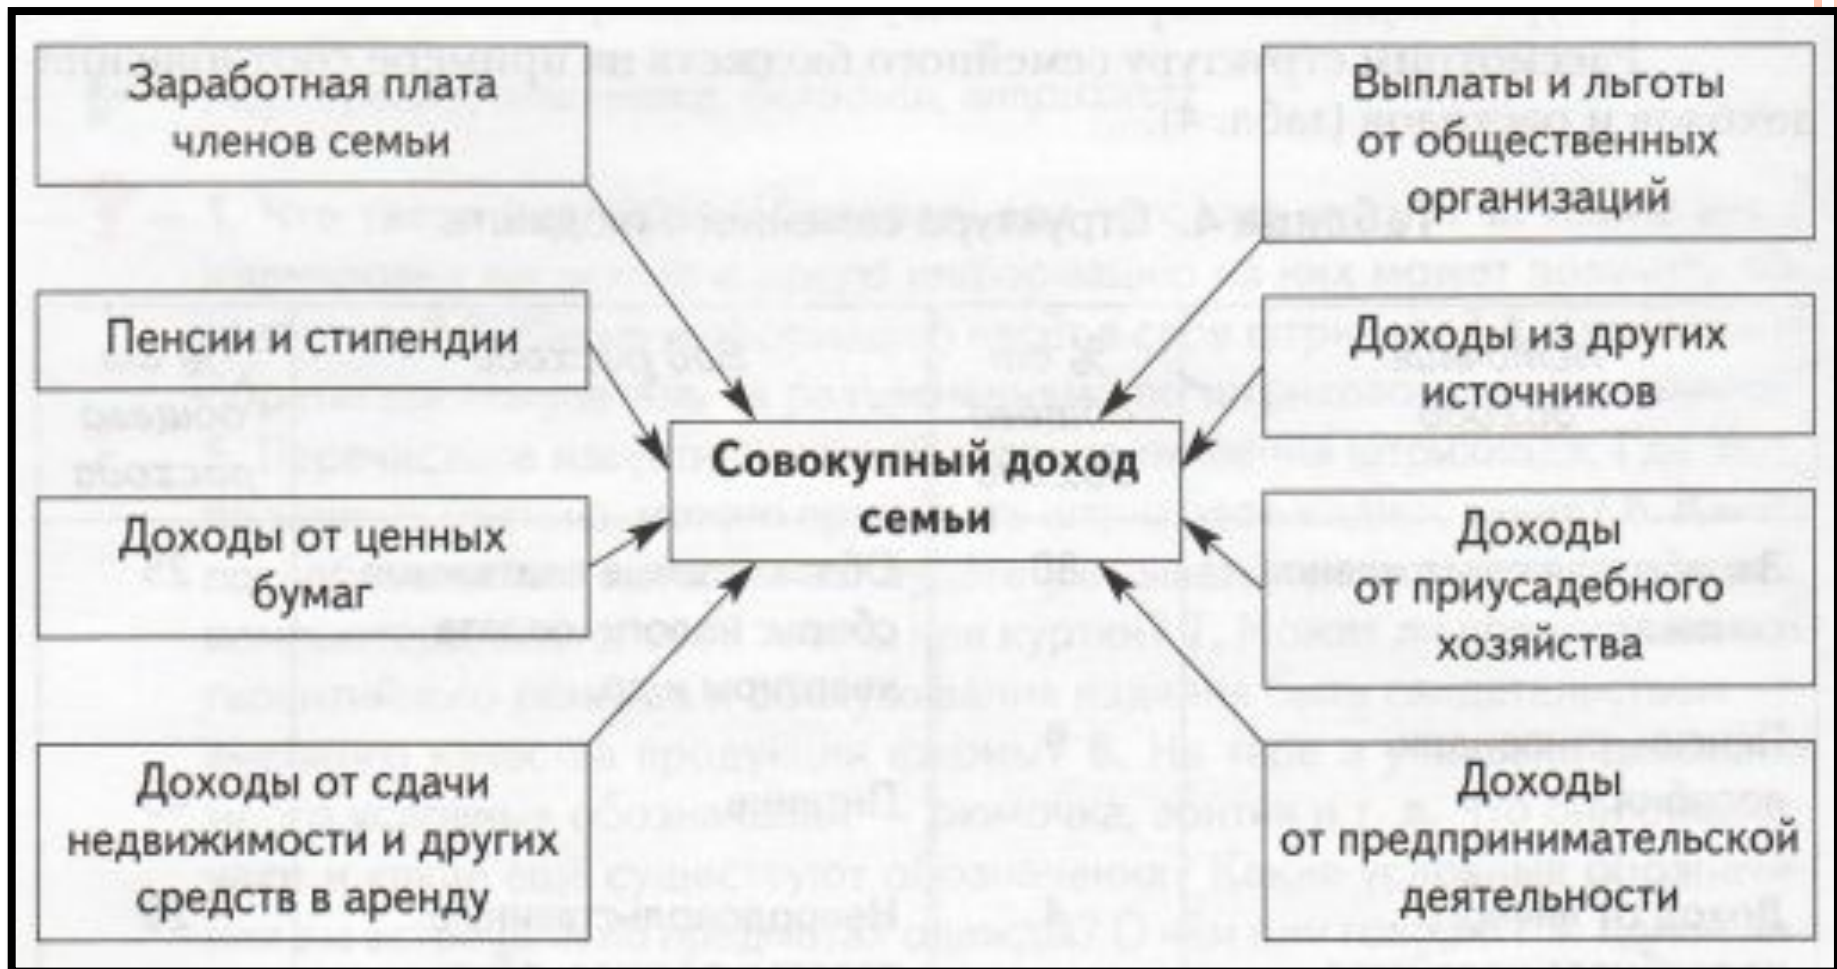 Заработная плата
членов семьи
Пенсии и стипендии
Доходы от ценных
бумаг
Доходы от сдачи
недвижимости и других
средств в аренду
Совокупный доход
семьи
Выплаты и льготы
от общественных
организаций
Доходы из других
источников
Доходы
от приусадебного
хозяйства
Доходы
от предпринимательской
деятельности